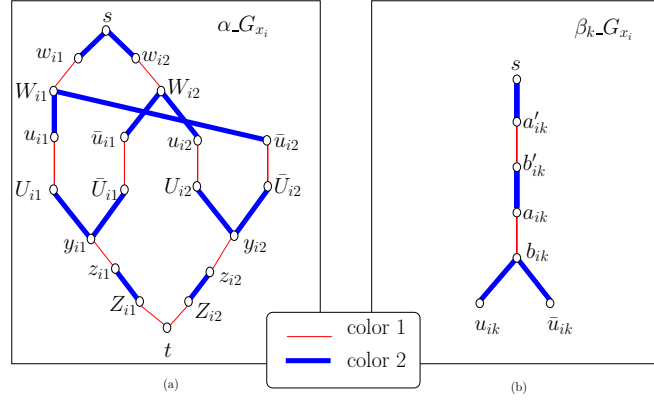 s
α_G_{x_i}
w_{i1} w_{i2}
W_{i1} W_{i2}
u_{i1} ū_{i1} u_{i2} ū_{i2}
U_{i1} Ū_{i1} U_{i2} Ū_{i2}
y_{i1} y_{i2}
z_{i1} z_{i2}
Z_{i1} Z_{i2}
t
(a)
β_k_G_{x_i}
s
a'_{ik}
b'_{ik}
a_{ik}
b_{ik}
u_{ik} ū_{ik}
(b)
color 1
color 2